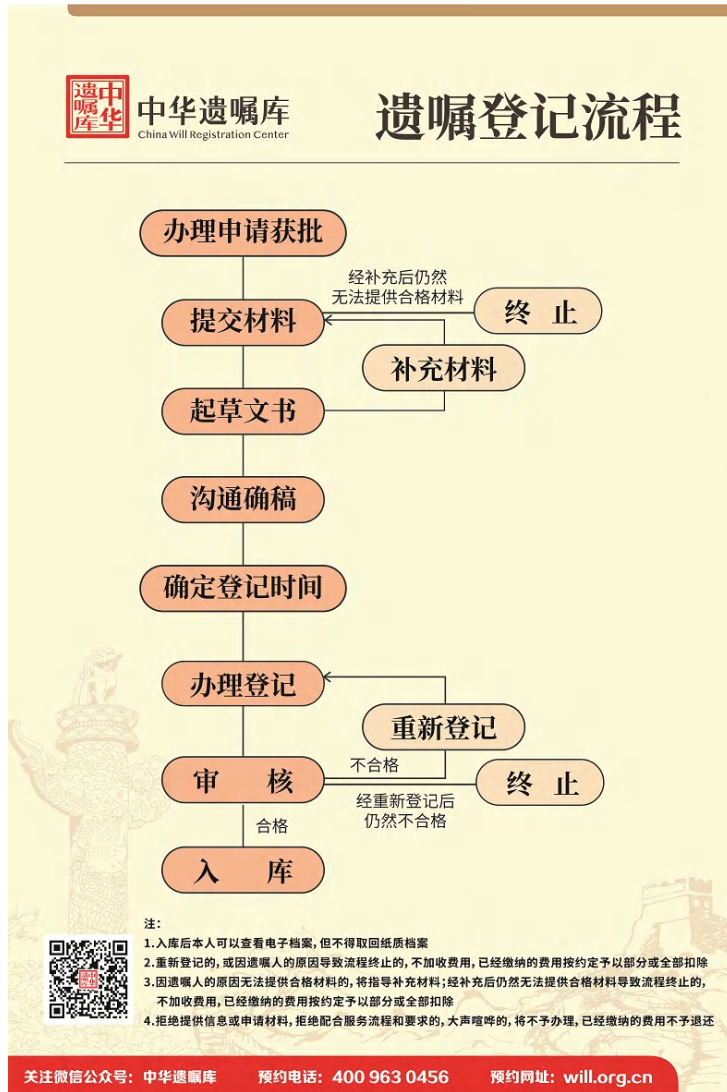 中华
遗嘱库
中华遗嘱库
China Will Registration Center
遗嘱登记流程
办理申请获批
经补充后仍然
无法提供合格材料
终 止
提交材料
补充材料
起草文书
沟通确稿
确定登记时间
办理登记
重新登记
不合格
审 核
终 止
经重新登记后
仍然不合格
合格
入 库
注：
1.入库后本人可以查看电子档案，但不得取回纸质档案
2.重新登记的，或因遗嘱人的原因导致流程终止的，不加收费用，已经缴纳的费用按约定予以部分或全部扣除
3.因遗嘱人的原因无法提供合格材料的，将指导补充材料；经补充后仍然无法提供合格材料导致流程终止的，
不加收费用，已经缴纳的费用按约定予以部分或全部扣除
4.拒绝提供信息或申请材料，拒绝配合服务流程和要求的，大声喧哗的，将不予办理，已经缴纳的费用不予退还
关注微信公众号：中华遗嘱库 预约电话：400 963 0456 预约网址：will.org.cn